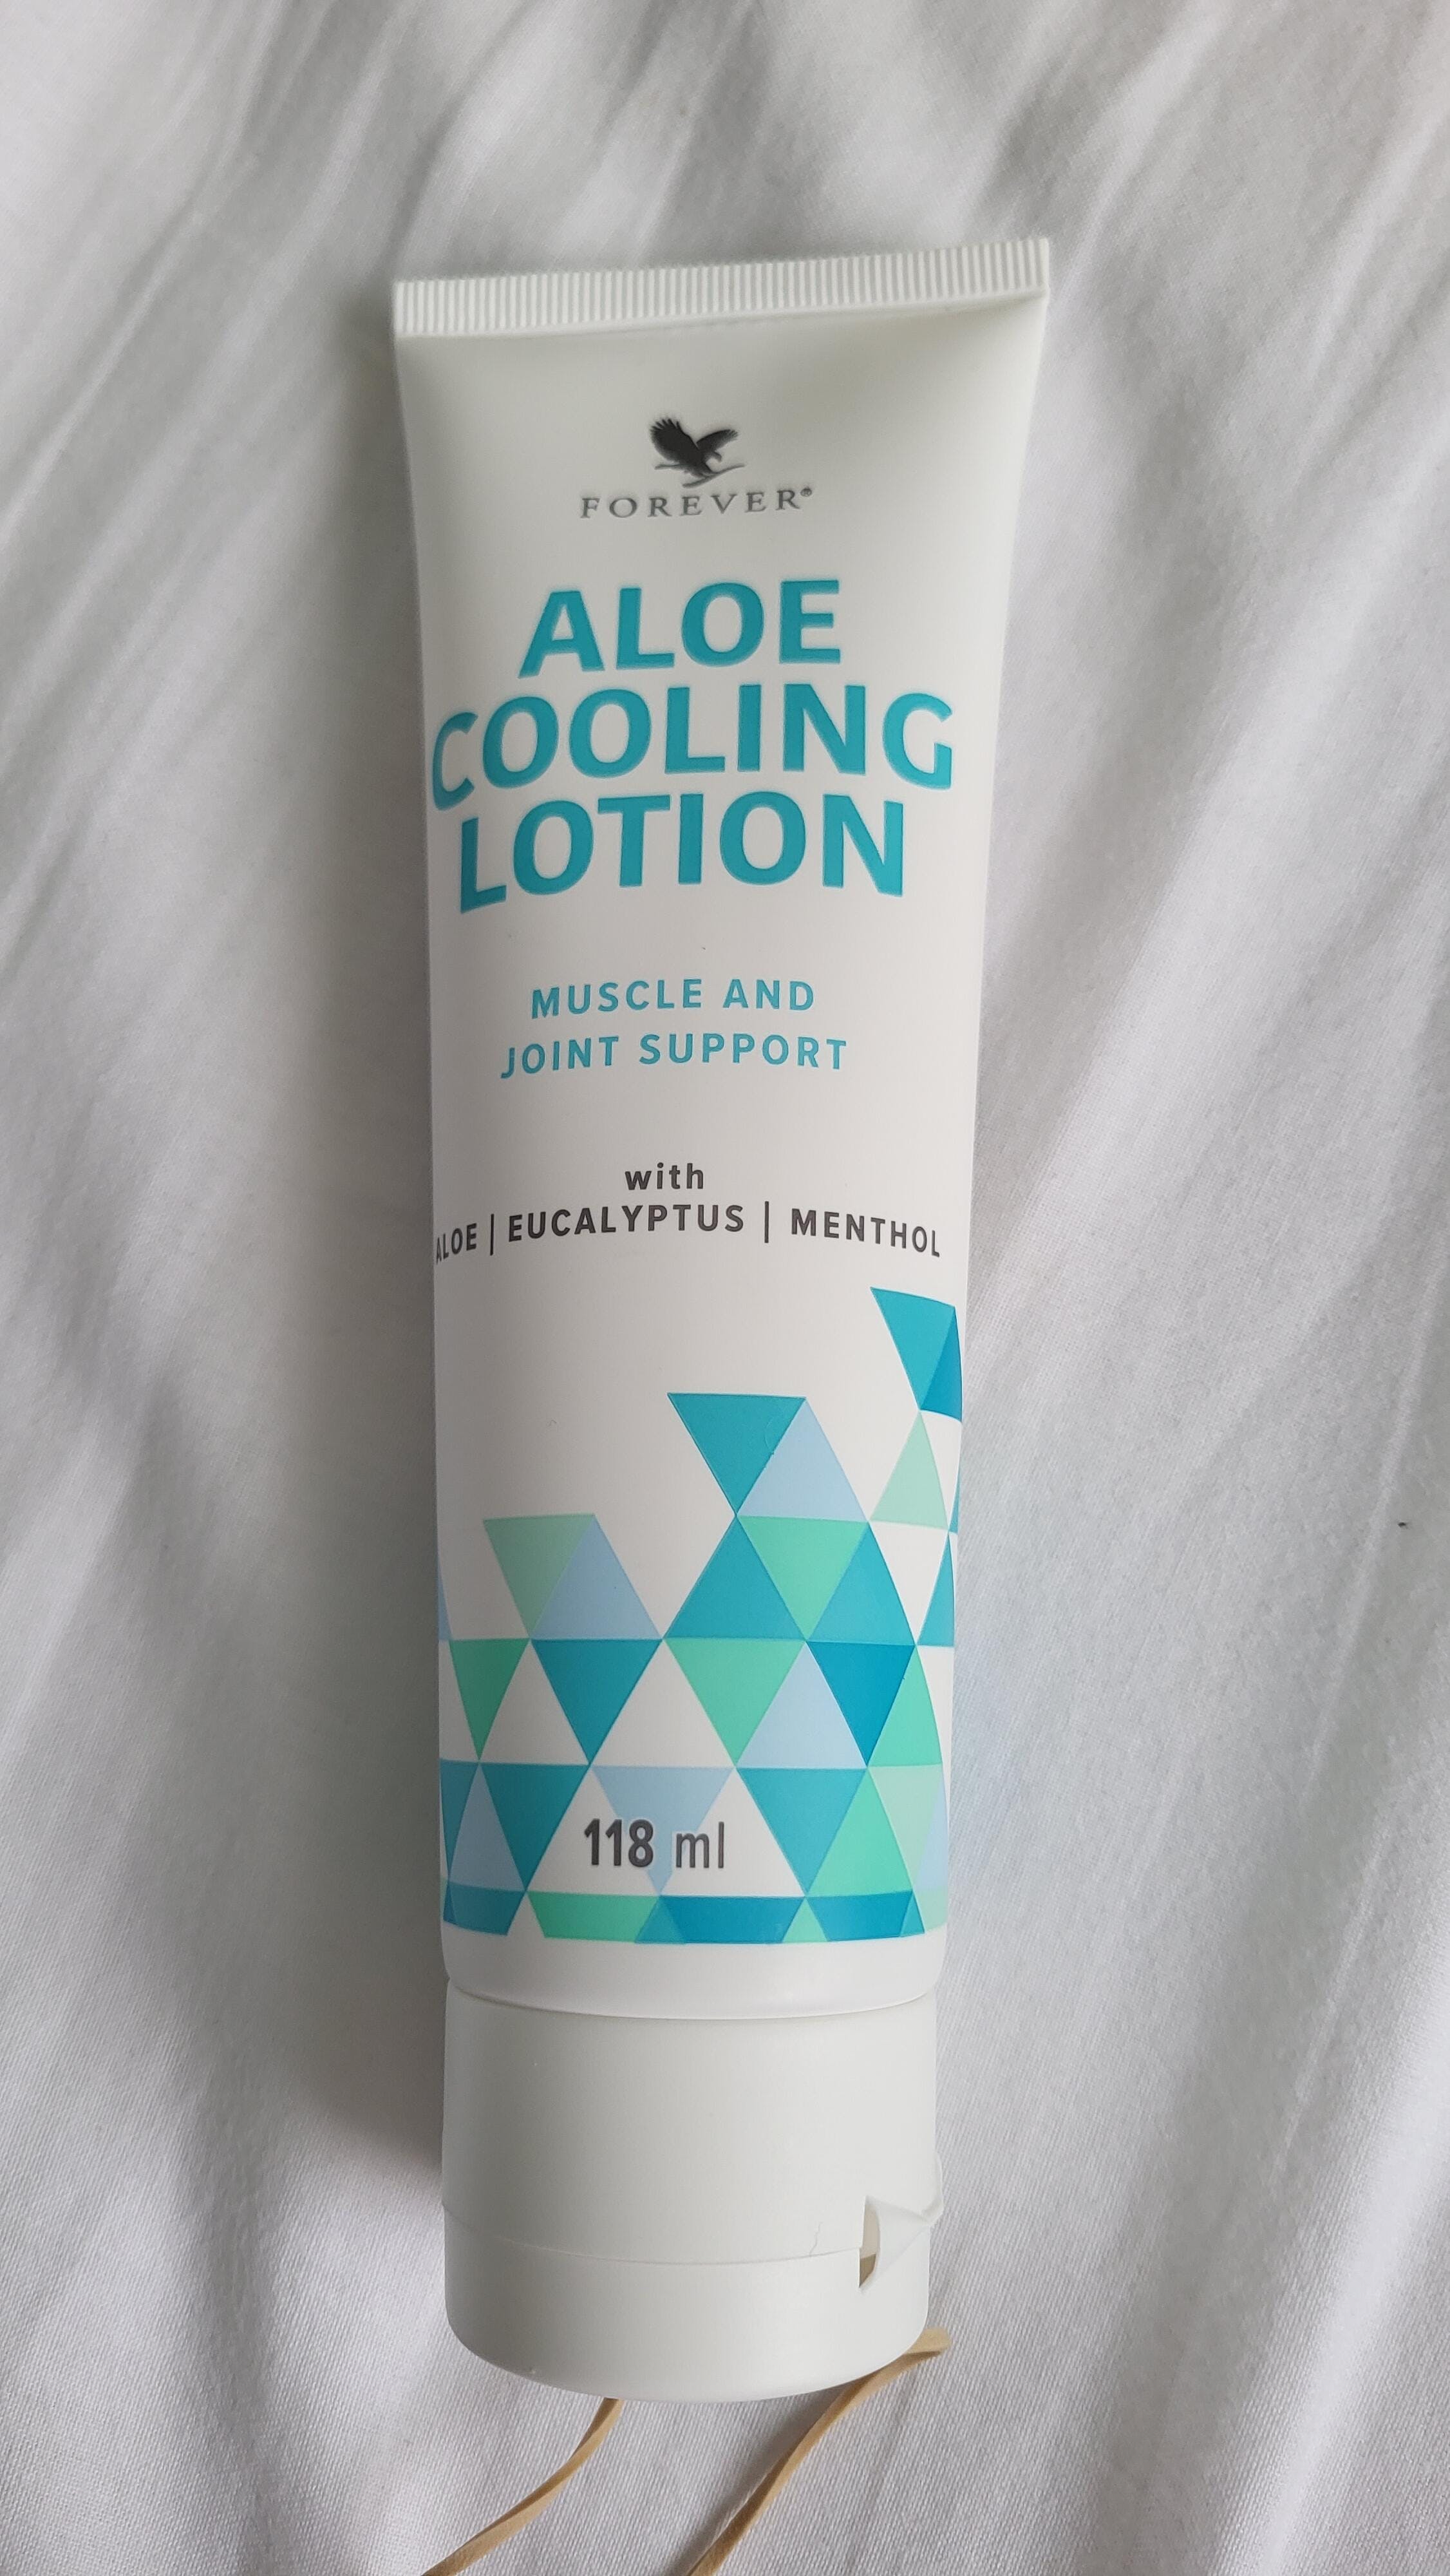 FOREVER®
ALOE
COOLING
LOTION
MUSCLE AND
JOINT SUPPORT
with
ALOE | EUCALYPTUS | MENTHOL
118 ml